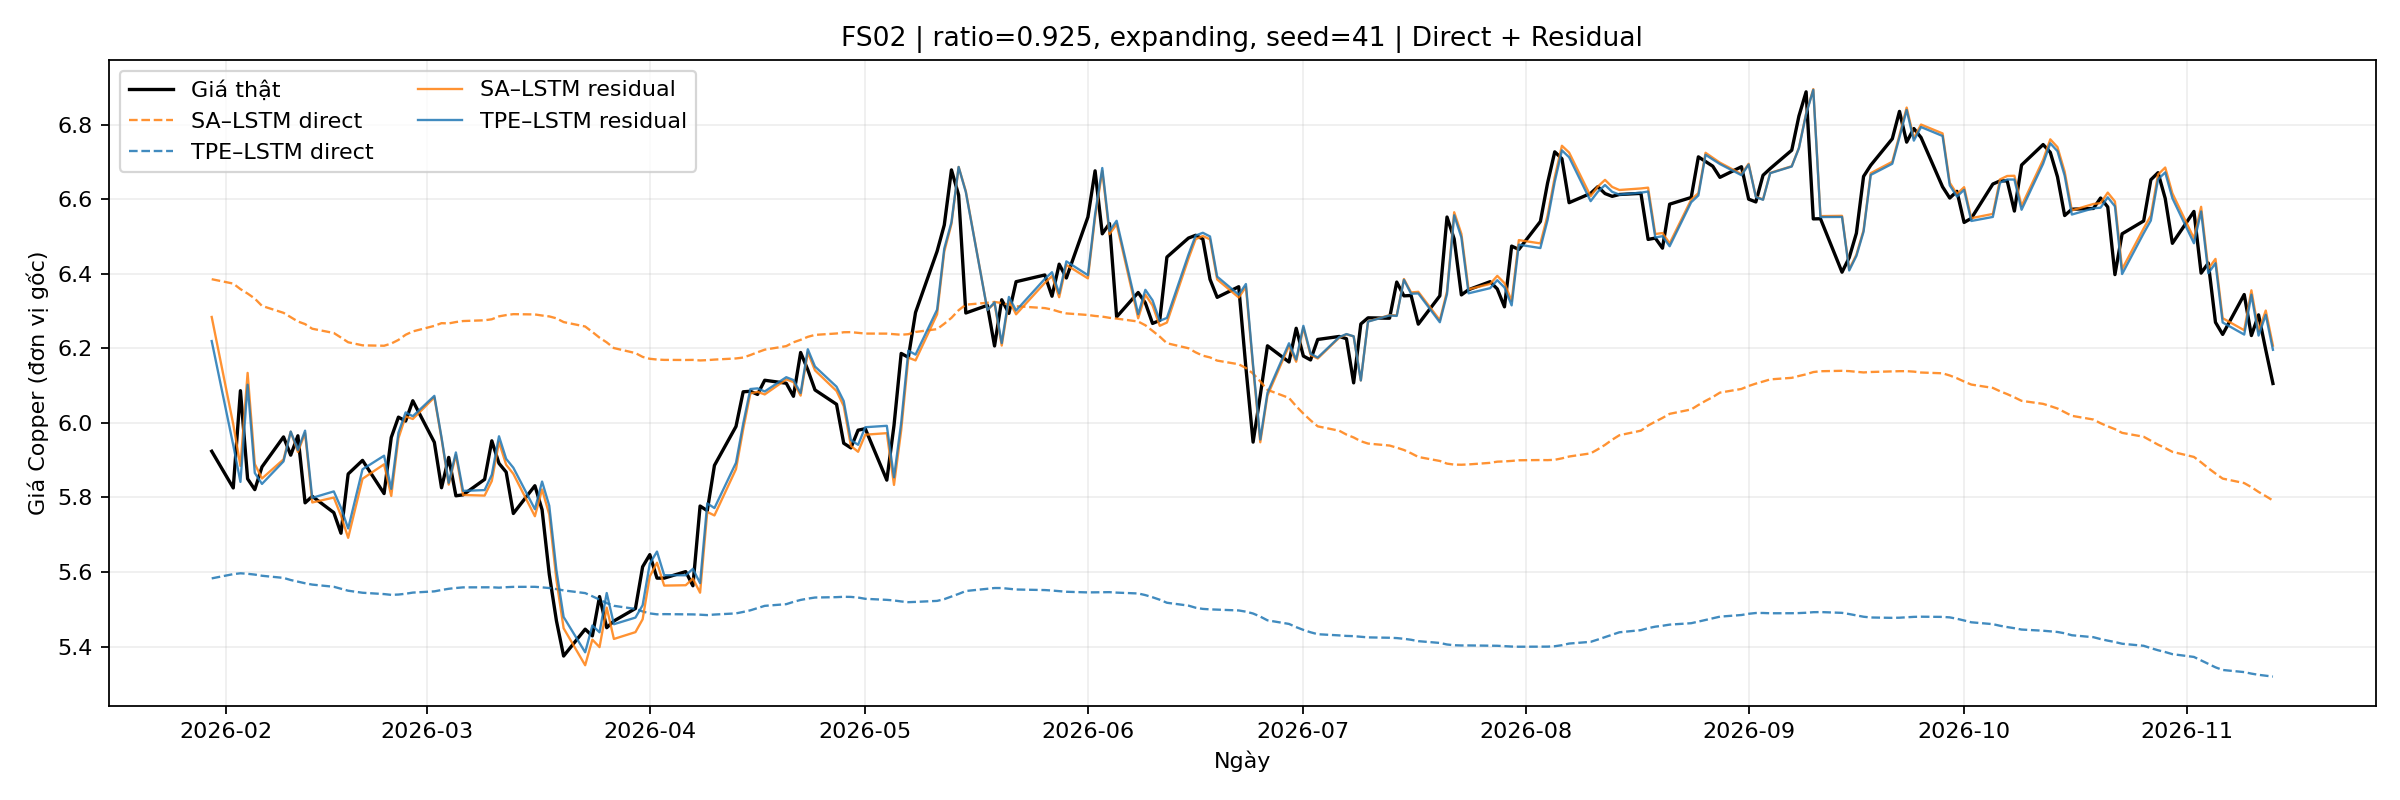 FS02 | ratio=0.925, expanding, seed=41 | Direct + Residual
Giá thật
SA–LSTM direct
TPE–LSTM direct
SA–LSTM residual
TPE–LSTM residual
Giá Copper (đơn vị gốc)
6.8
6.6
6.4
6.2
6.0
5.8
5.6
5.4
2026-02 2026-03 2026-04 2026-05 2026-06 2026-07 2026-08 2026-09 2026-10 2026-11
Ngày